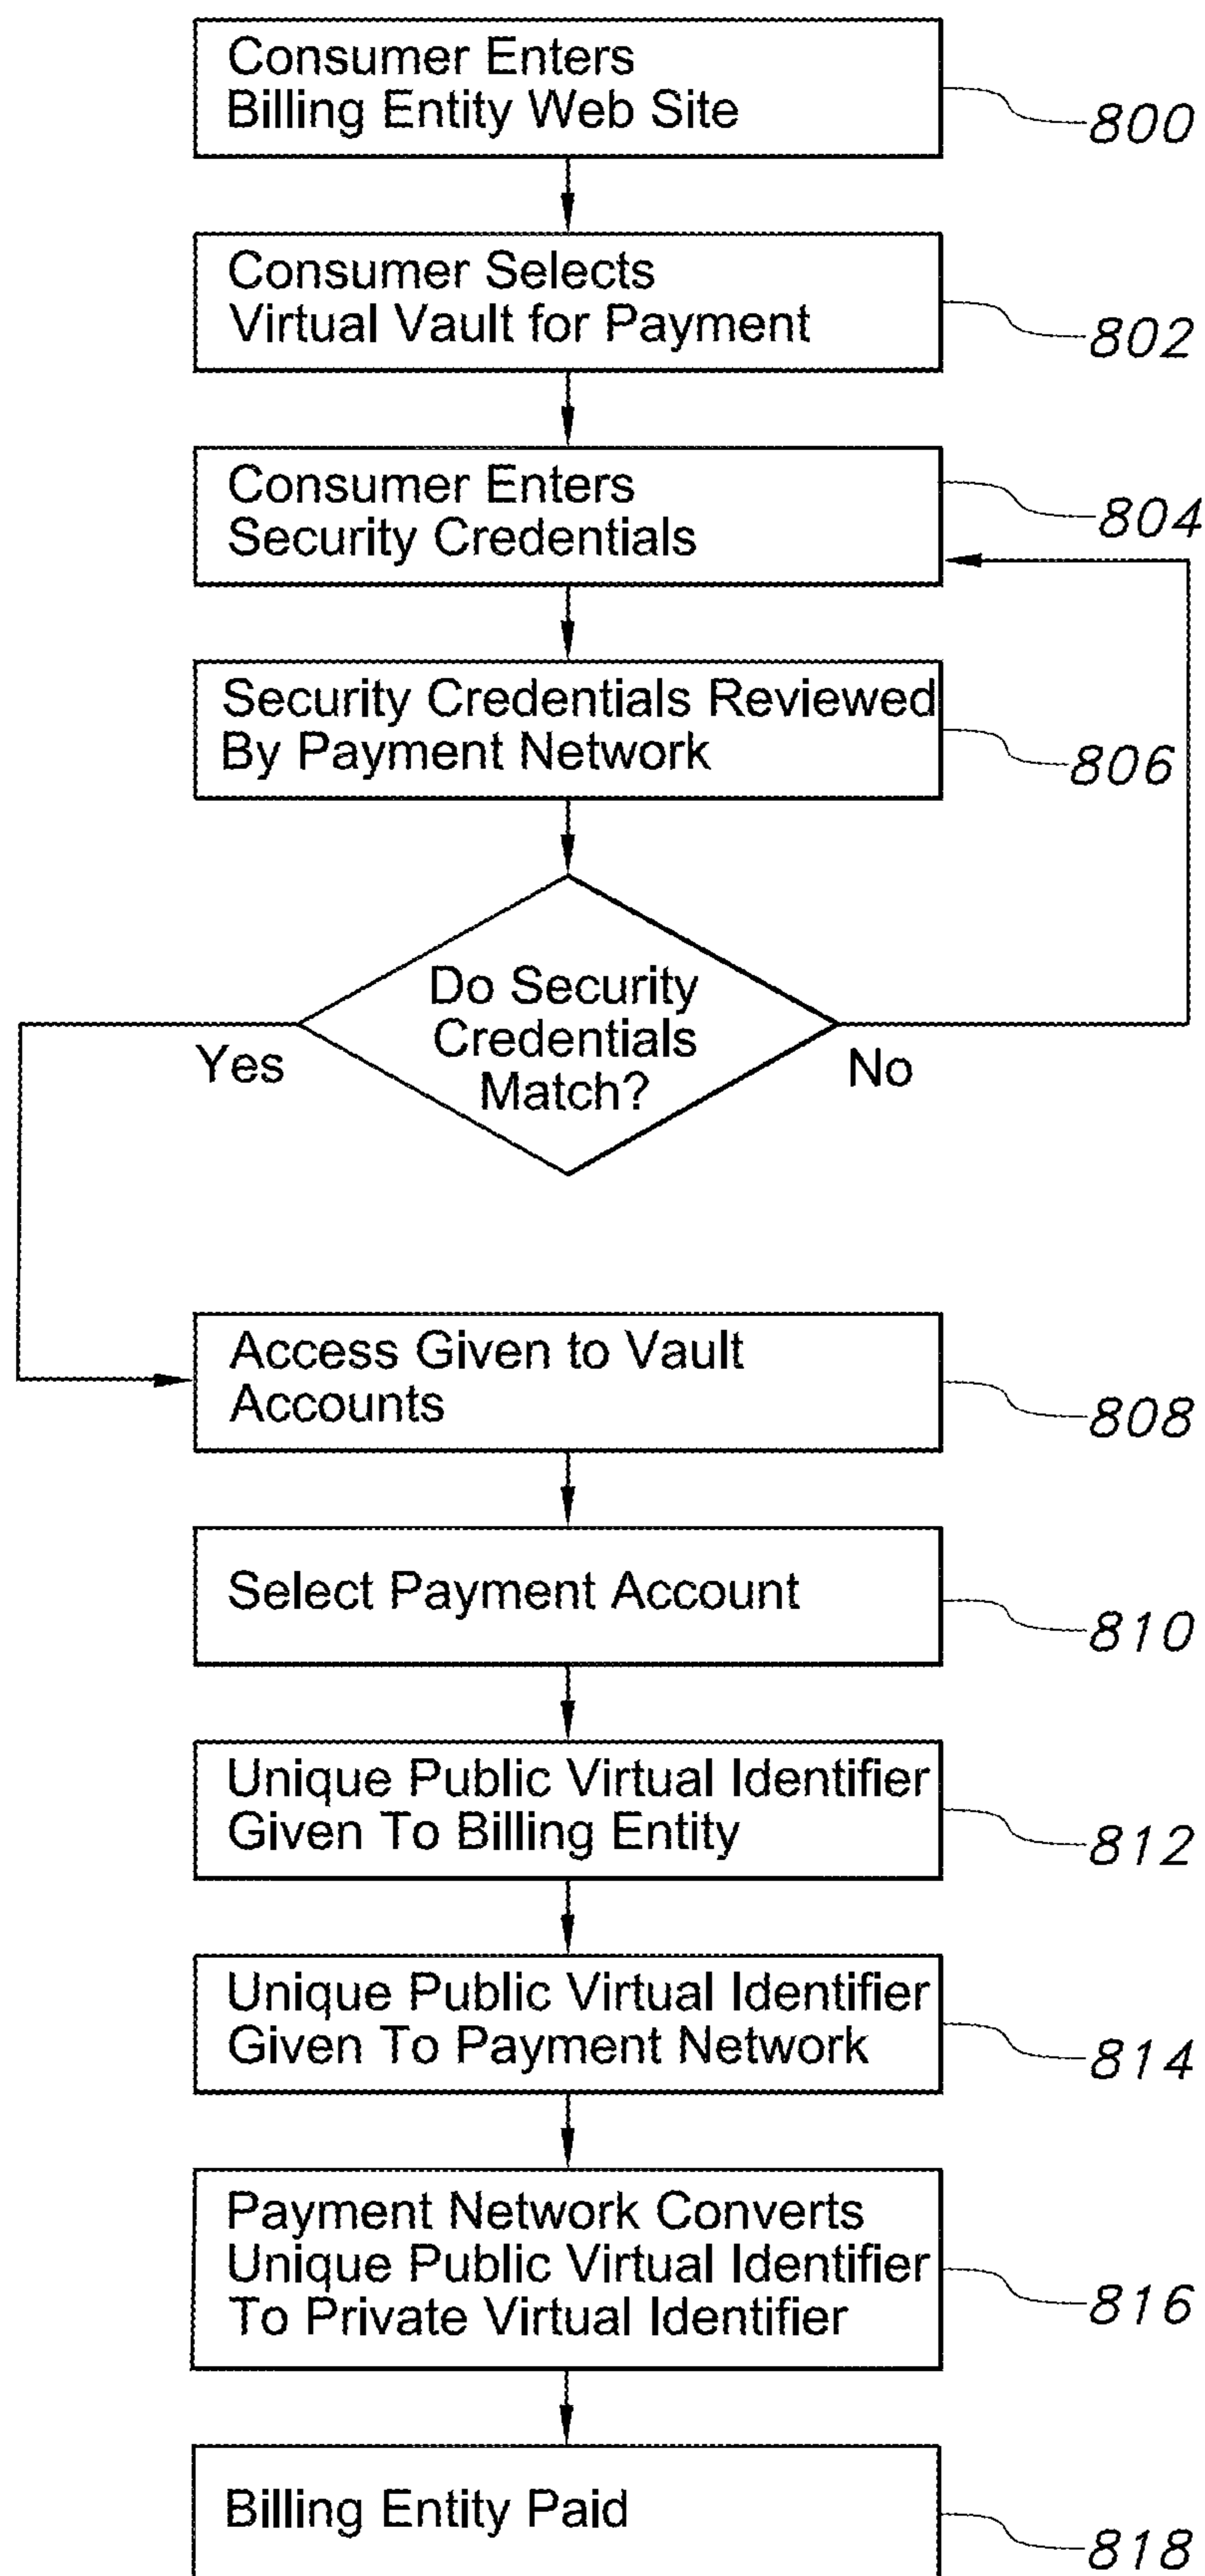 Consumer Enters
Billing Entity Web Site
800
Consumer Selects
Virtual Vault for Payment
802
Consumer Enters
Security Credentials
804
Security Credentials Reviewed
By Payment Network
806
Do Security
Credentials
Match?
Yes
No
Access Given to Vault
Accounts
808
Select Payment Account
810
Unique Public Virtual Identifier
Given To Billing Entity
812
Unique Public Virtual Identifier
Given To Payment Network
814
Payment Network Converts
Unique Public Virtual Identifier
To Private Virtual Identifier
816
Billing Entity Paid
818